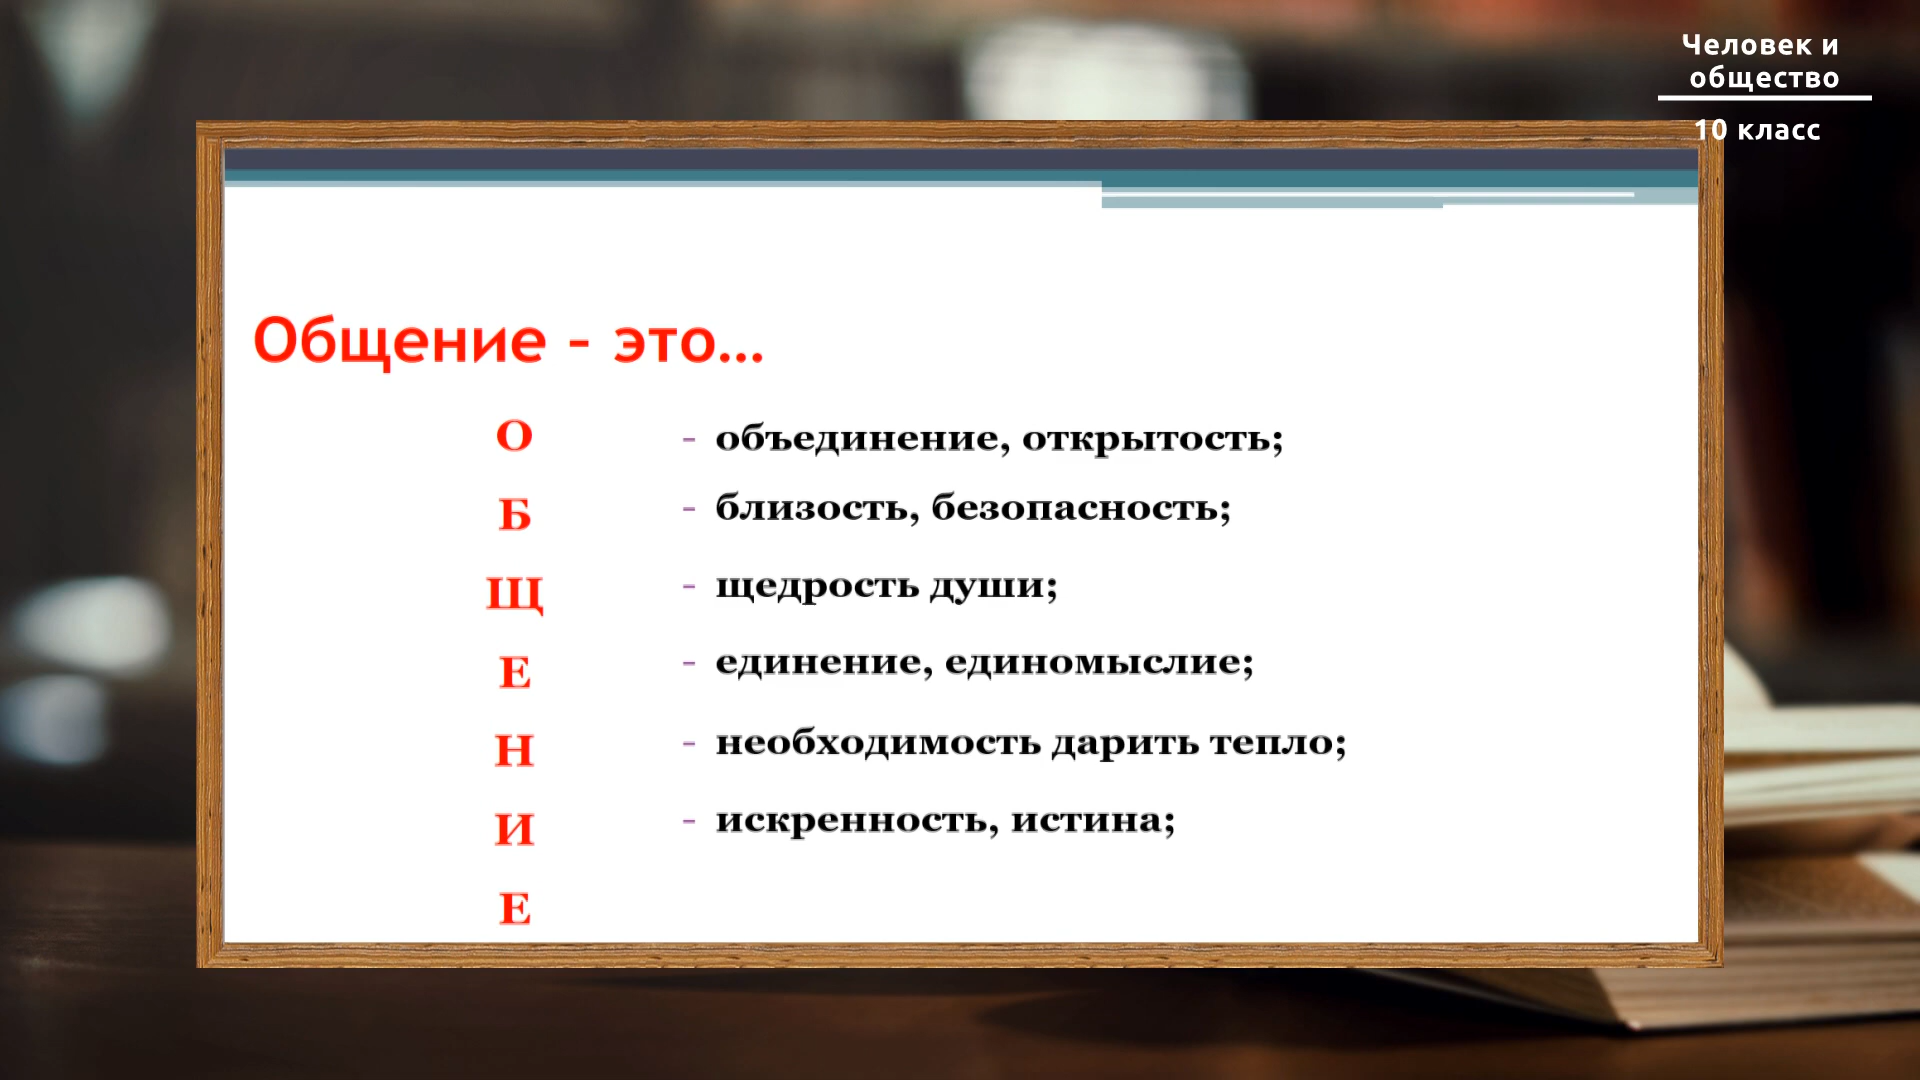 Человек и
общество
10 класс
Общение - это...
О - объединение, открытость;
Б - близость, безопасность;
Щ - щедрость души;
Е - единение, единомыслие;
Н - необходимость дарить тепло;
И - искренность, истина;
Е